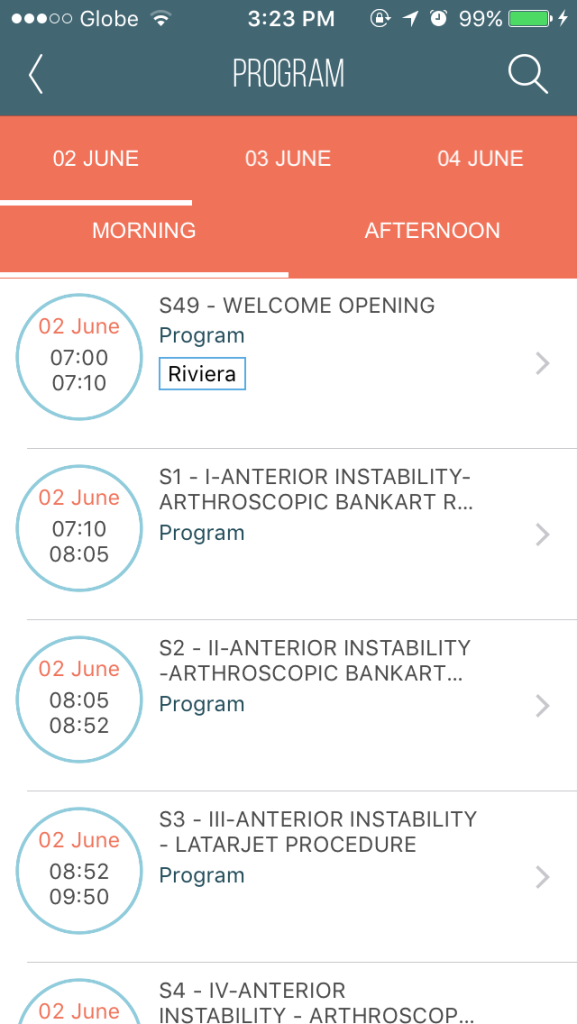 Globe 3:23 PM 99%
PROGRAM
02 JUNE 03 JUNE 04 JUNE
MORNING AFTERNOON
02 June
07:00
07:10
S49 - WELCOME OPENING
Program
Riviera
02 June
07:10
08:05
S1 - I-ANTERIOR INSTABILITY-
ARTHROSCOPIC BANKART R...
Program
02 June
08:05
08:52
S2 - II-ANTERIOR INSTABILITY
-ARTHROSCOPIC BANKART...
Program
02 June
08:52
09:50
S3 - III-ANTERIOR INSTABILITY
- LATARJET PROCEDURE
Program
02 June
S4 - IV-ANTERIOR
INSTABILITY - ARTHROSCOP...